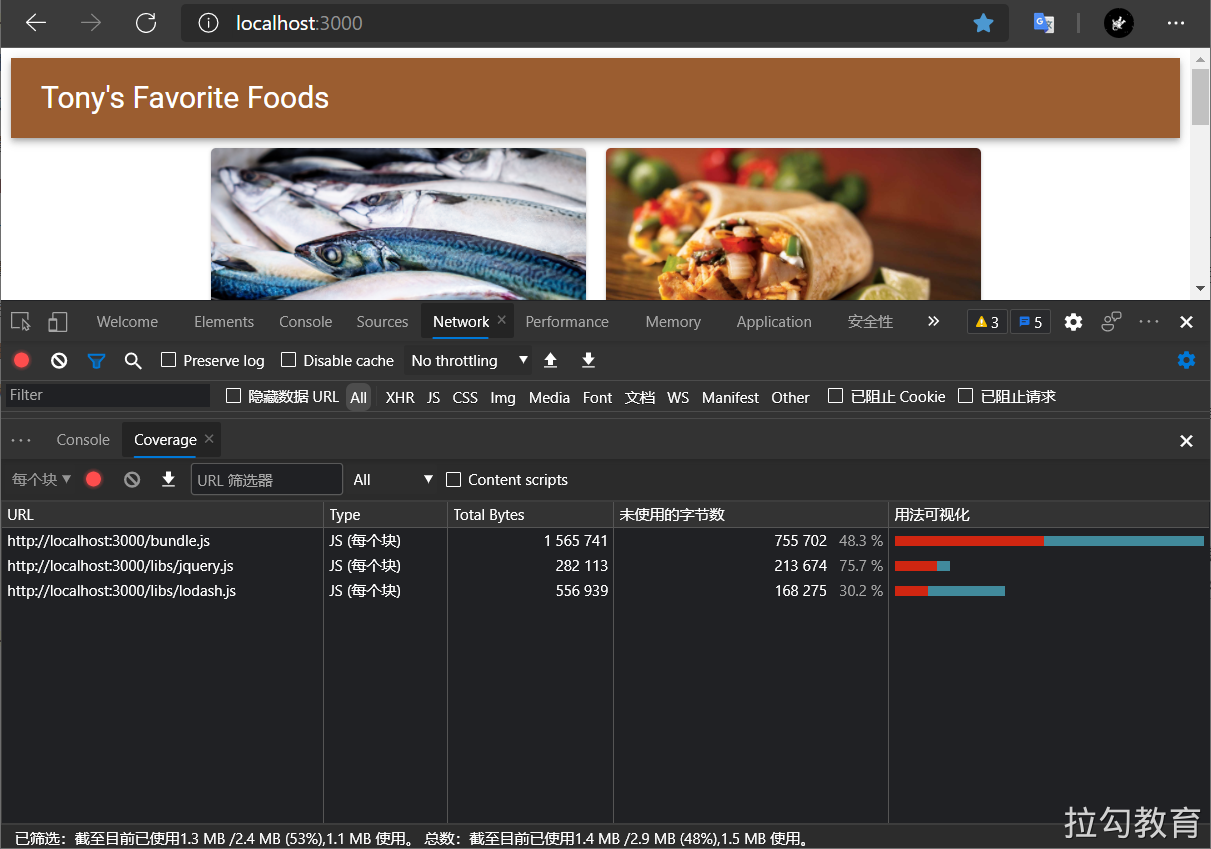 localhost:3000
Tony's Favorite Foods
Welcome Elements Console Sources Network Performance Memory Application 安全性 3 5
Preserve log Disable cache No throttling
Filter 隐藏数据 URL All XHR JS CSS Img Media Font 文档 WS Manifest Other 已阻止 Cookie 已阻止请求
Console Coverage
每个块 URL 筛选器 All Content scripts
URL Type Total Bytes 未使用的字节数 用法可视化
http://localhost:3000/bundle.js JS (每个块) 1 565 741 755 702 48.3 %
http://localhost:3000/libs/jquery.js JS (每个块) 282 113 213 674 75.7 %
http://localhost:3000/libs/lodash.js JS (每个块) 556 939 168 275 30.2 %
已筛选：截至目前已使用1.3 MB /2.4 MB (53%),1.1 MB 使用。 总数：截至目前已使用1.4 MB /2.9 MB (48%),1.5 MB 使用。
拉勾教育